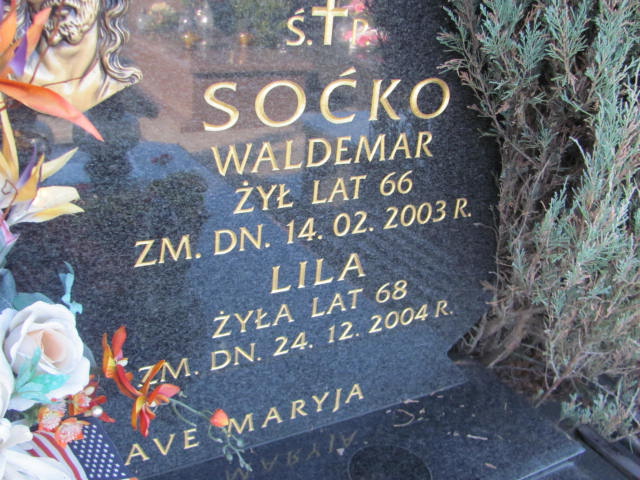 Ś.P.
SOĆKO
WALDEMAR
ŻYŁ LAT 66
ZM. DN. 14. 02. 2003 R.
LILA
ŻYŁA LAT 68
ZM. DN. 24. 12. 2004 R.
AVE MARYJA